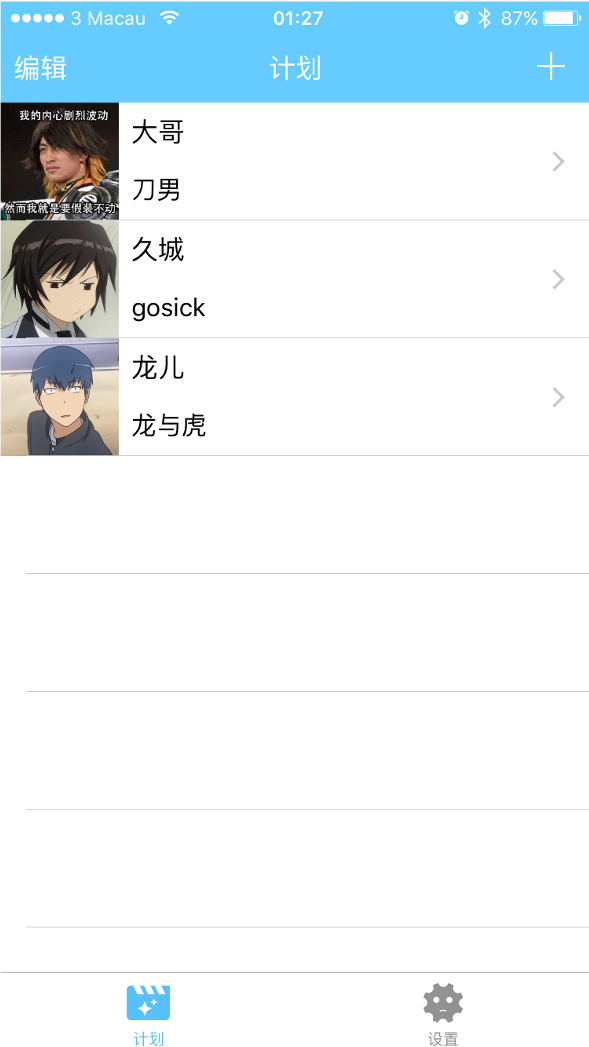 3 Macau 01:27 87%
编辑 计划
我的内心剧烈波动
然而我就是要假装不动
大哥
刀男
久城
gosick
龙儿
龙与虎
计划 设置